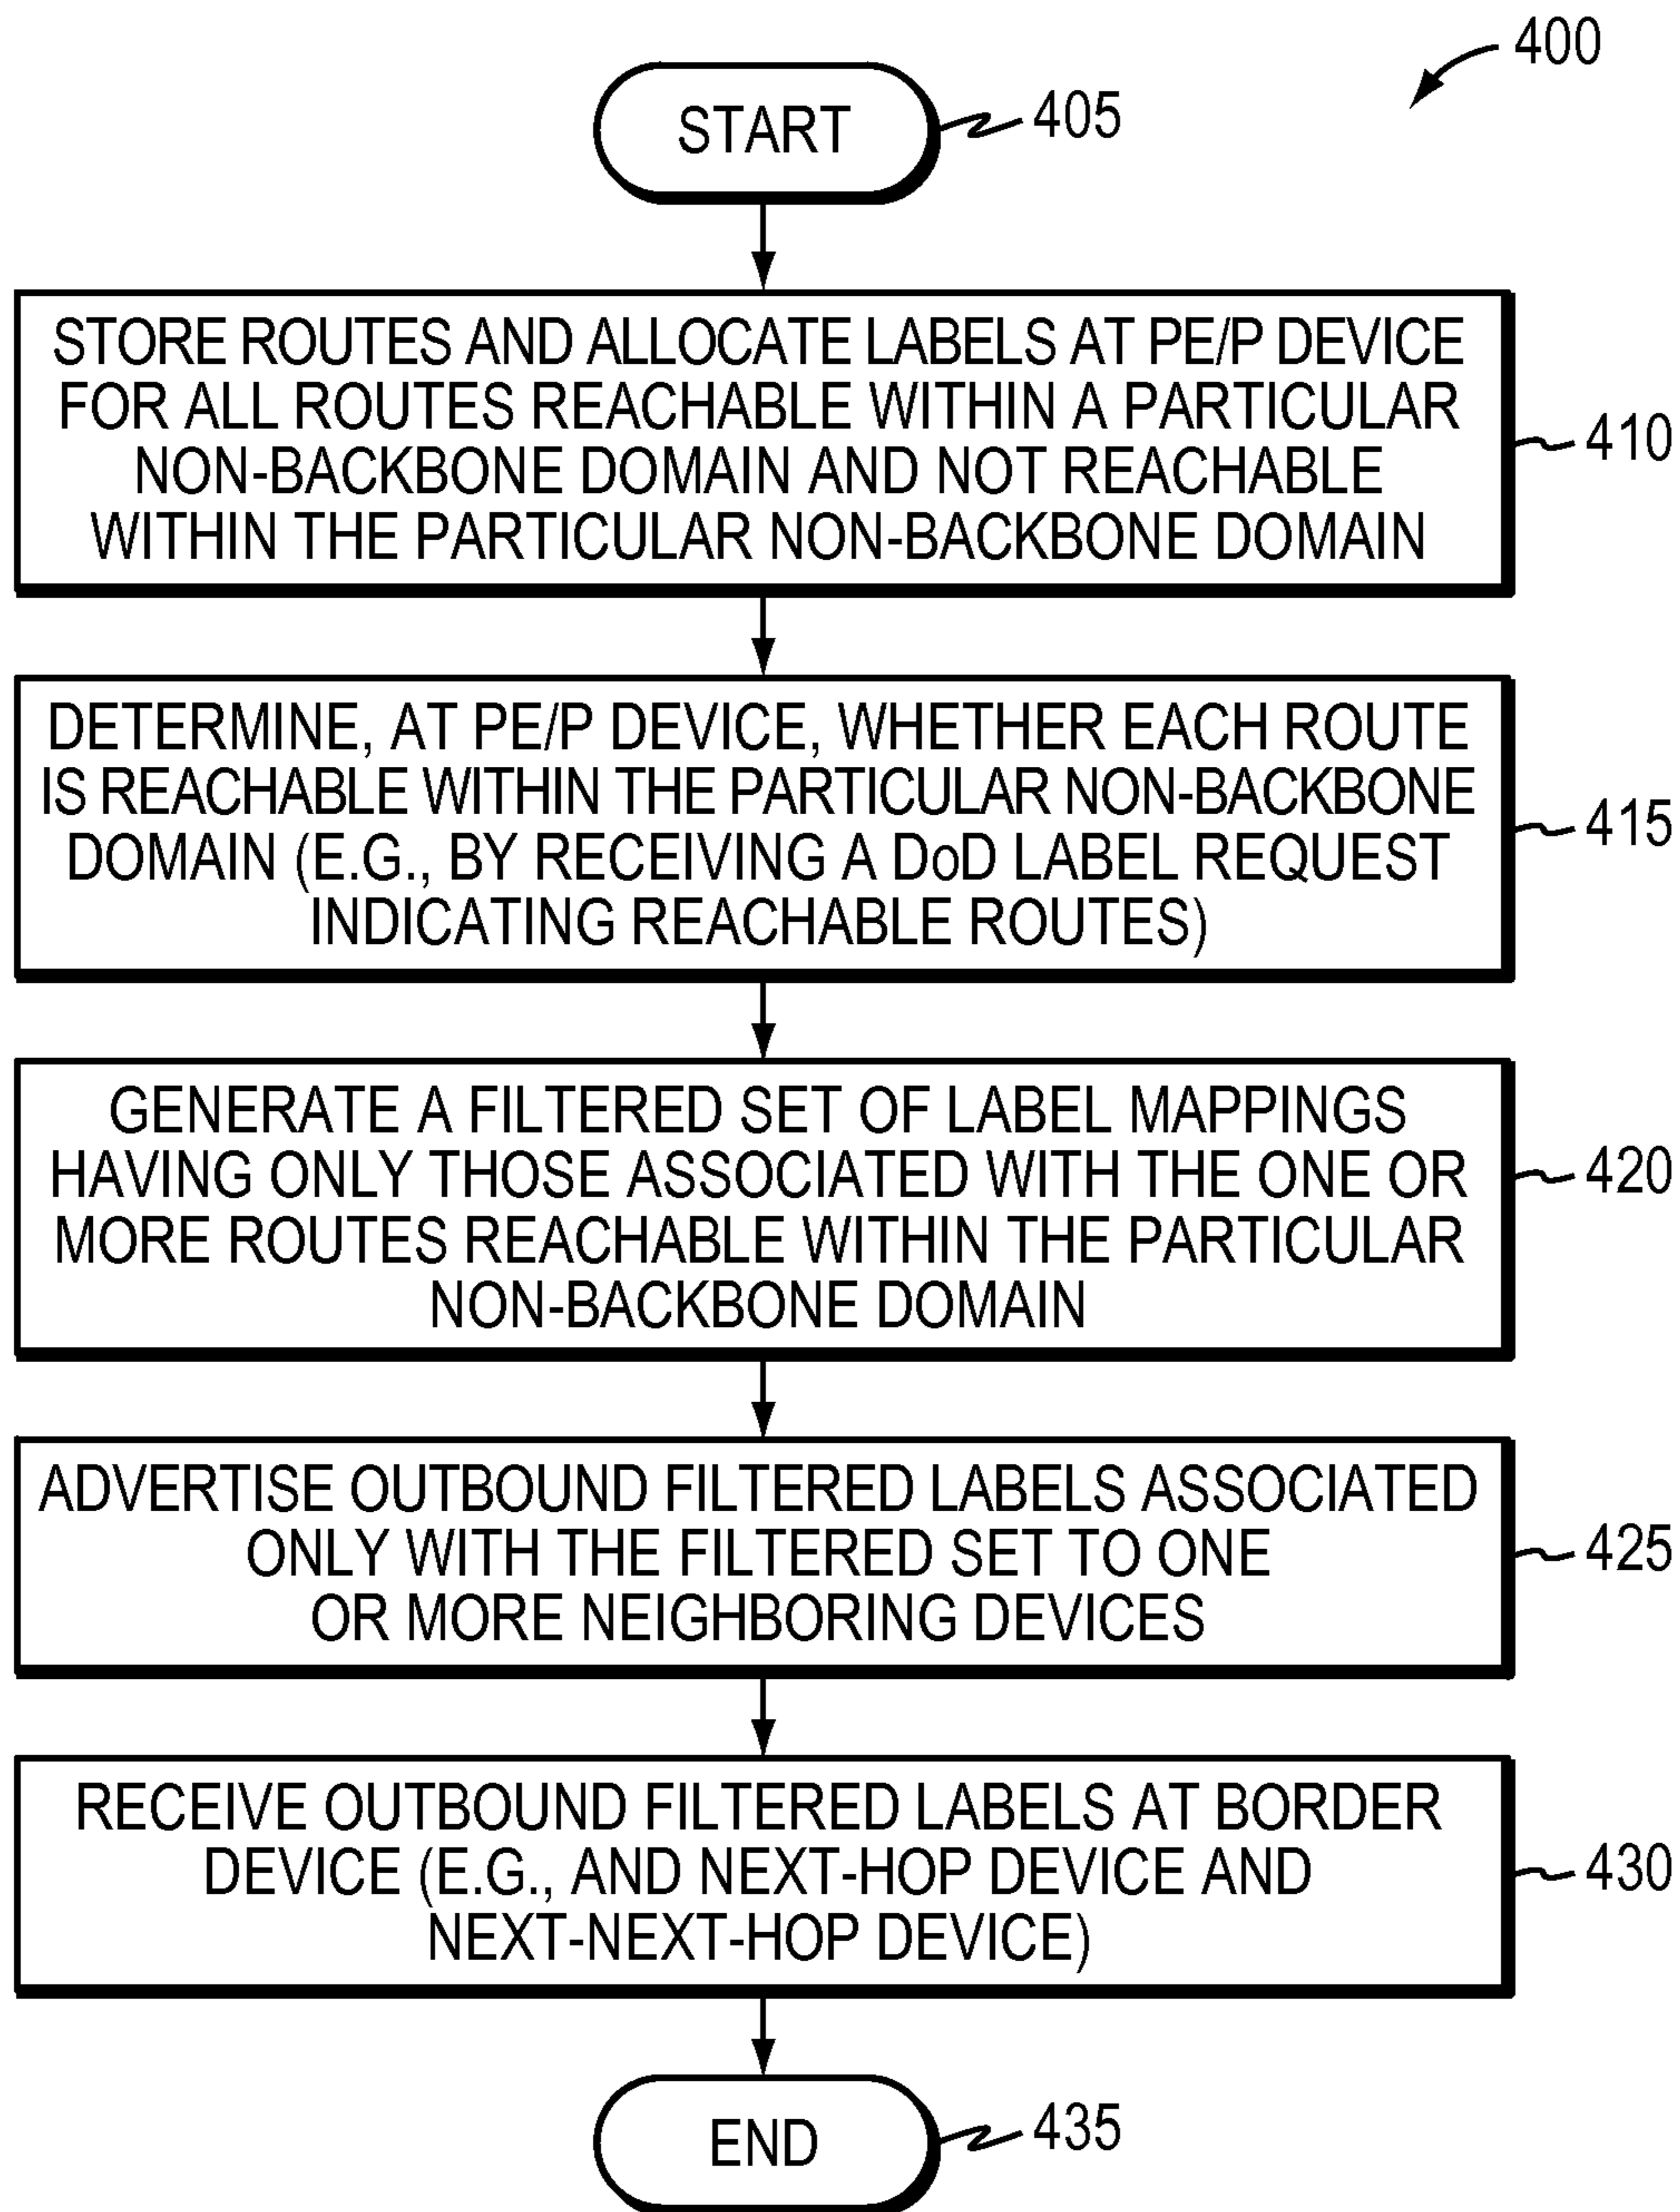 400
START
405
STORE ROUTES AND ALLOCATE LABELS AT PE/P DEVICE
FOR ALL ROUTES REACHABLE WITHIN A PARTICULAR
NON-BACKBONE DOMAIN AND NOT REACHABLE
WITHIN THE PARTICULAR NON-BACKBONE DOMAIN
410
DETERMINE, AT PE/P DEVICE, WHETHER EACH ROUTE
IS REACHABLE WITHIN THE PARTICULAR NON-BACKBONE
DOMAIN (E.G., BY RECEIVING A DoD LABEL REQUEST
INDICATING REACHABLE ROUTES)
415
GENERATE A FILTERED SET OF LABEL MAPPINGS
HAVING ONLY THOSE ASSOCIATED WITH THE ONE OR
MORE ROUTES REACHABLE WITHIN THE PARTICULAR
NON-BACKBONE DOMAIN
420
ADVERTISE OUTBOUND FILTERED LABELS ASSOCIATED
ONLY WITH THE FILTERED SET TO ONE
OR MORE NEIGHBORING DEVICES
425
RECEIVE OUTBOUND FILTERED LABELS AT BORDER
DEVICE (E.G., AND NEXT-HOP DEVICE AND
NEXT-NEXT-HOP DEVICE)
430
END
435